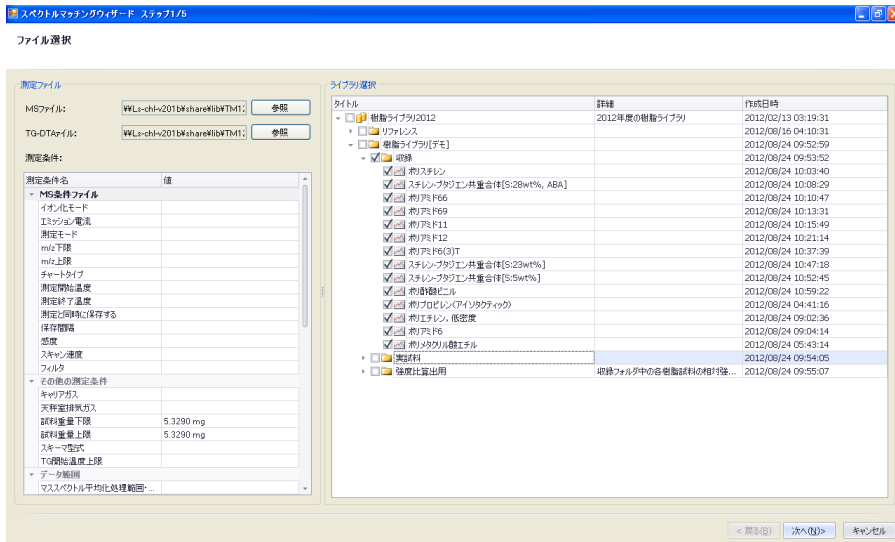 スペクトルマッチングウィザード ステップ1/5
ファイル選択
測定ファイル
MSファイル: ¥¥Ls-chl-v201b¥share¥lib¥TM12 参照
TG-DTAファイル: ¥¥Ls-chl-v201b¥share¥lib¥TM12 参照
測定条件:
測定条件名 値
MS条件ファイル
イオン化モード
エミッション電流
測定モード
m/z下限
m/z上限
チャートタイプ
測定開始温度
測定終了温度
測定と同時に保存する
保存間隔
感度
スキャン速度
フィルタ
その他の測定条件
キャリアガス
天秤室排気ガス
試料重量下限 5.3290 mg
試料重量上限 5.3290 mg
スキーマ型式
TG開始温度上限
データ範囲
マススペクトル平均化処理範囲・...
ライブラリ選択
タイトル 詳細 作成日時
樹脂ライブラリ2012 2012年度の樹脂ライブラリ 2012/02/13 03:19:31
リファレンス 2012/08/16 04:10:31
樹脂ライブラリ[デモ] 2012/08/24 09:52:59
収録 2012/08/24 09:53:52
ポリスチレン 2012/08/24 10:03:40
スチレン-ブタジエン共重合体[S:28wt%, ABA] 2012/08/24 10:08:29
ポリアミド66 2012/08/24 10:10:47
ポリアミド69 2012/08/24 10:13:31
ポリアミド11 2012/08/24 10:15:49
ポリアミド12 2012/08/24 10:21:14
ポリアミド6(3)T 2012/08/24 10:37:39
スチレン-ブタジエン共重合体[S:23wt%] 2012/08/24 10:47:18
スチレン-ブタジエン共重合体[S:5wt%] 2012/08/24 10:52:45
ポリ酢酸ビニル 2012/08/24 10:59:22
ポリプロピレン(アイソタクティック) 2012/08/24 04:41:16
ポリエチレン, 低密度 2012/08/24 09:02:36
ポリアミド6 2012/08/24 09:04:14
ポリメタクリル酸エチル 2012/08/24 05:43:14
実試料 2012/08/24 09:54:05
強度比算出用 収録フォルダ中の各樹脂試料の相対強... 2012/08/24 09:55:07
< 戻る(B) 次へ(N)> キャンセル